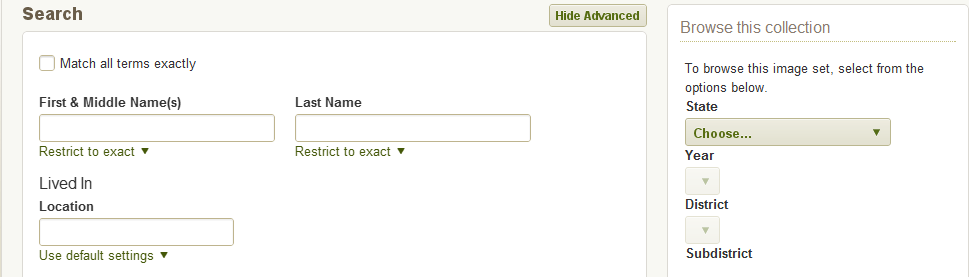 Search
Hide Advanced
Match all terms exactly
First & Middle Name(s)
Last Name
Restrict to exact
Restrict to exact
Lived In
Location
Use default settings
Browse this collection
To browse this image set, select from the
options below.
State
Choose...
Year
District
Subdistrict